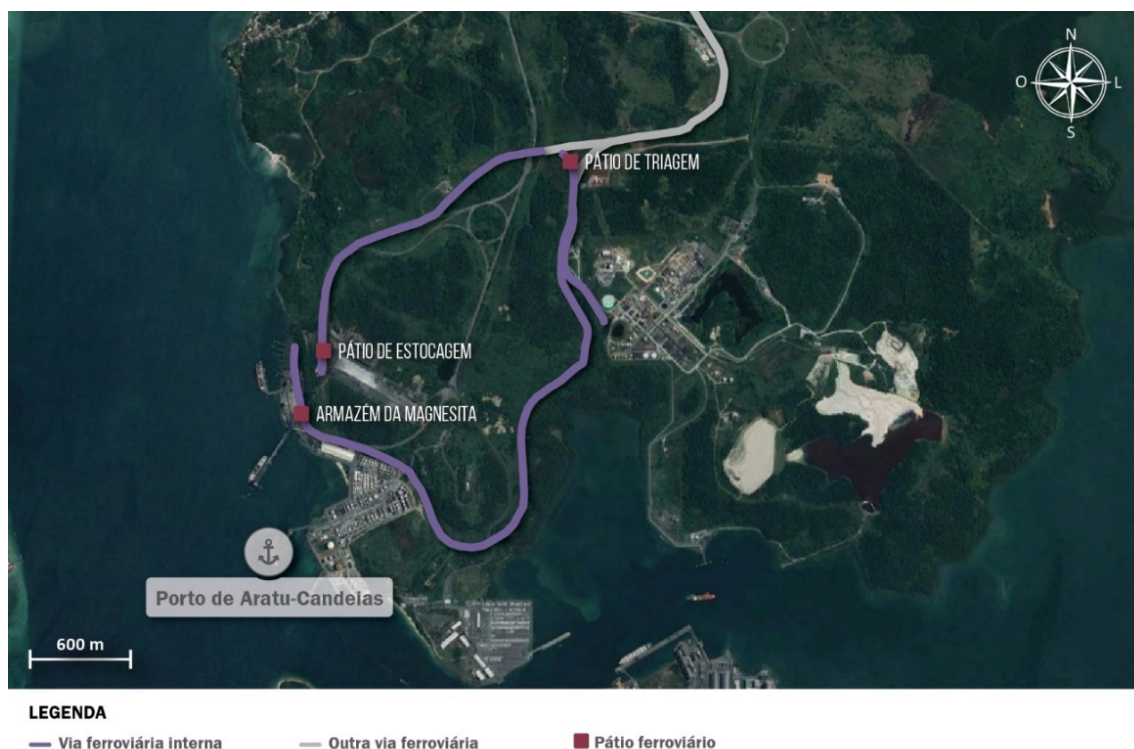 N
O L
S
PÁTIO DE TRIAGEM
PÁTIO DE ESTOCAGEM
ARMAZÉM DA MAGNESITA
Porto de Aratu-Candeias
600 m
LEGENDA
Via ferroviária interna Outra via ferroviária Pátio ferroviário